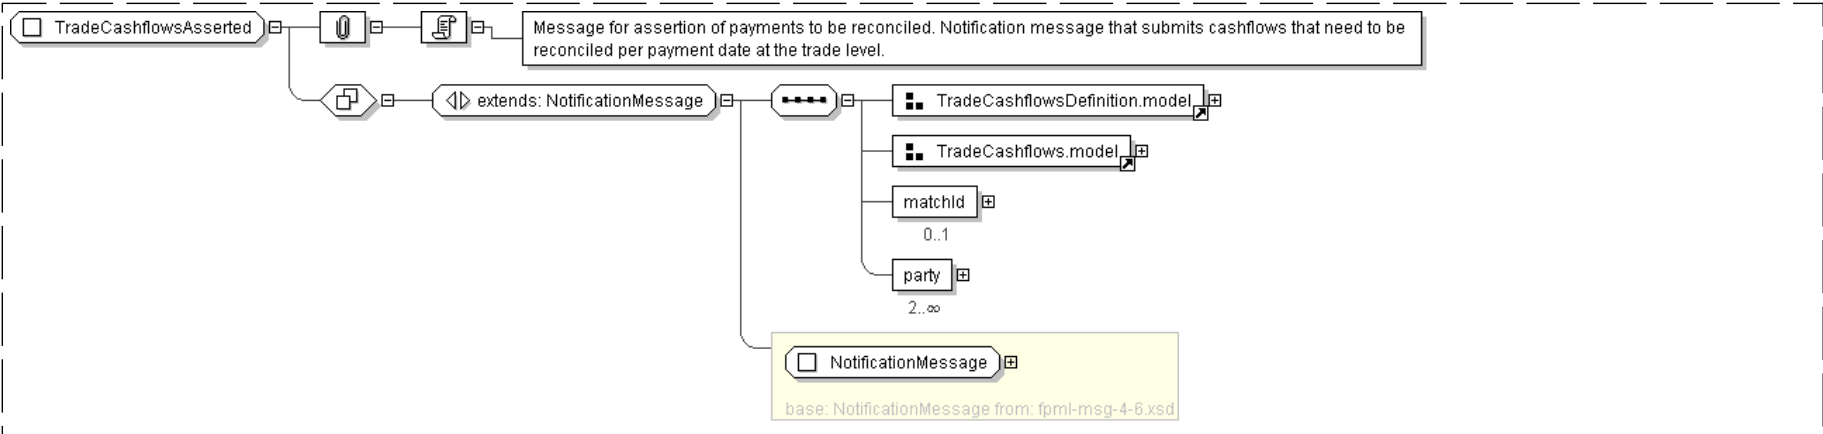 TradeCashflowsAsserted
Message for assertion of payments to be reconciled. Notification message that submits cashflows that need to be
reconciled per payment date at the trade level.
extends: NotificationMessage
TradeCashflowsDefinition.model
TradeCashflows.model
matchId
0..1
party
2..∞
NotificationMessage
base: NotificationMessage from: fpml-msg-4-6.xsd